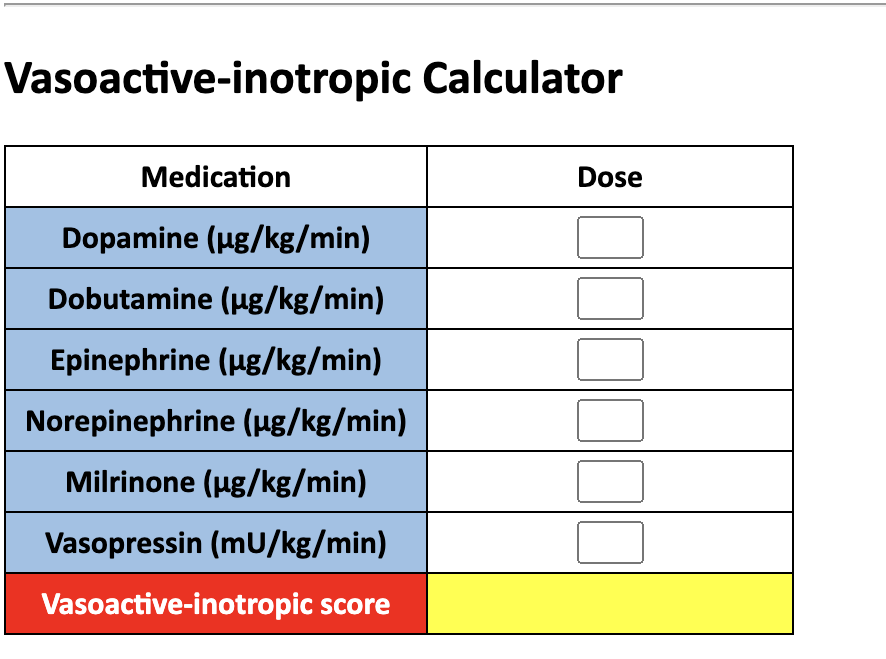 Vasoactive-inotropic Calculator
Medication Dose
Dopamine (µg/kg/min)
Dobutamine (µg/kg/min)
Epinephrine (µg/kg/min)
Norepinephrine (µg/kg/min)
Milrinone (µg/kg/min)
Vasopressin (mU/kg/min)
Vasoactive-inotropic score